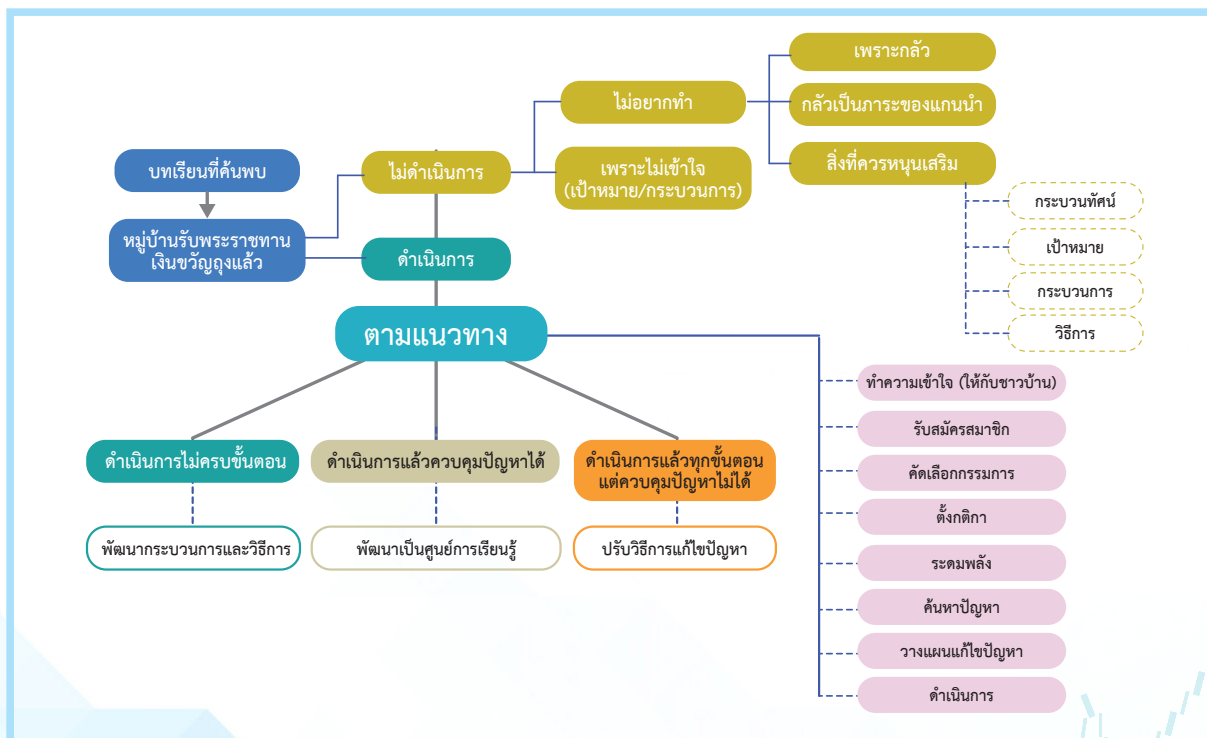 บทเรียนที่ค้นพบ
หมู่บ้านรับพระราชทาน
เงินขวัญถุงแล้ว
ไม่ดำเนินการ
ดำเนินการ
ไม่อยากทำ
เพราะไม่เข้าใจ
(เป้าหมาย/กระบวนการ)
เพราะกลัว
กลัวเป็นภาระของแกนนำ
สิ่งที่ควรหนุนเสริม
กระบวนทัศน์
เป้าหมาย
กระบวนการ
วิธีการ
ตามแนวทาง
ดำเนินการไม่ครบขั้นตอน
พัฒนากระบวนการและวิธีการ
ดำเนินการแล้วควบคุมปัญหาได้
พัฒนาเป็นศูนย์การเรียนรู้
ดำเนินการแล้วทุกขั้นตอน
แต่ควบคุมปัญหาไม่ได้
ปรับวิธีการแก้ไขปัญหา
ทำความเข้าใจ (ให้กับชาวบ้าน)
รับสมัครสมาชิก
คัดเลือกกรรมการ
ตั้งกติกา
ระดมพลัง
ค้นหาปัญหา
วางแผนแก้ไขปัญหา
ดำเนินการ